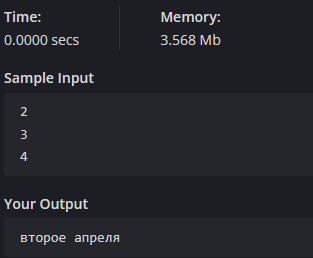 Time:
Memory:
0.0000 secs
3.568 Mb
Sample Input
2
3
4
Your Output
второе апреля